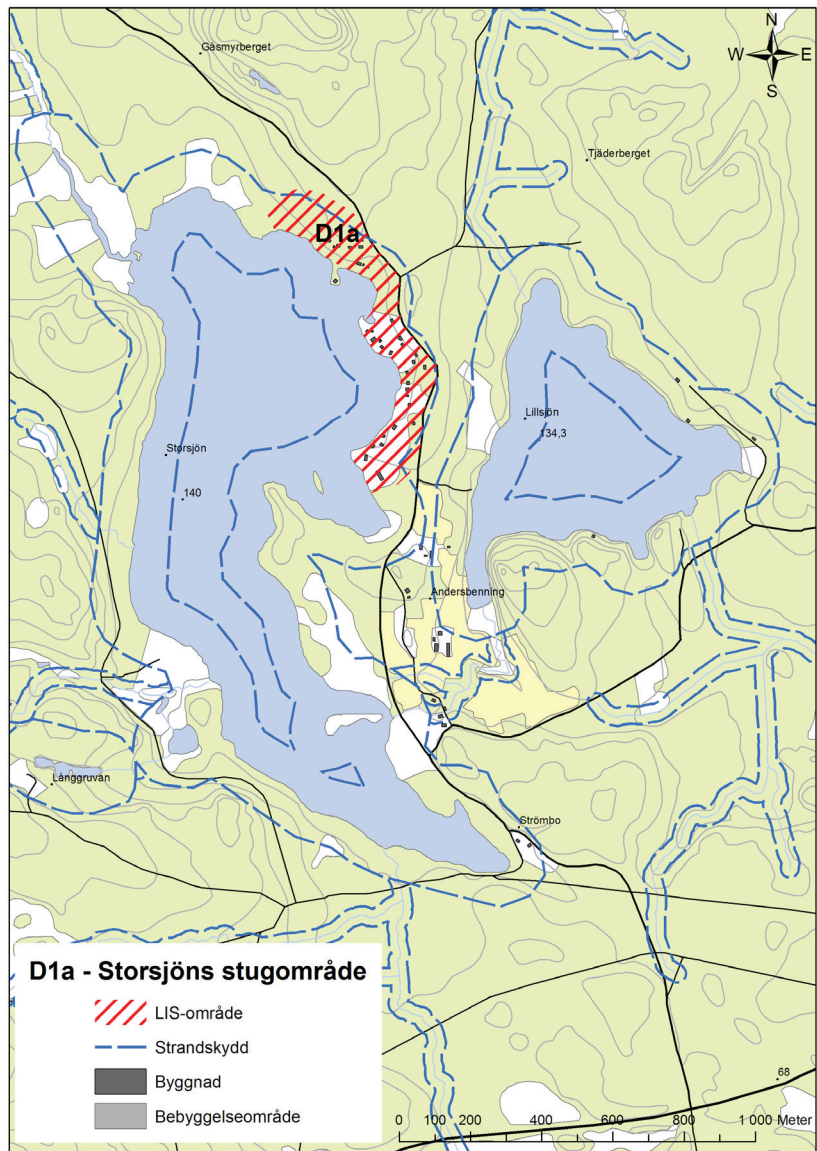 N
W E
S
Gåsmyrberget
Tjäderberget
D1a
Lillsjön
134,3
Storsjön
140
Andersbenning
Långgruvan
Strömbo
D1a - Storsjöns stugområde
LIS-område
Strandskydd
Byggnad
Bebyggelseområde
68
0 100 200 400 600 800 1 000 Meter